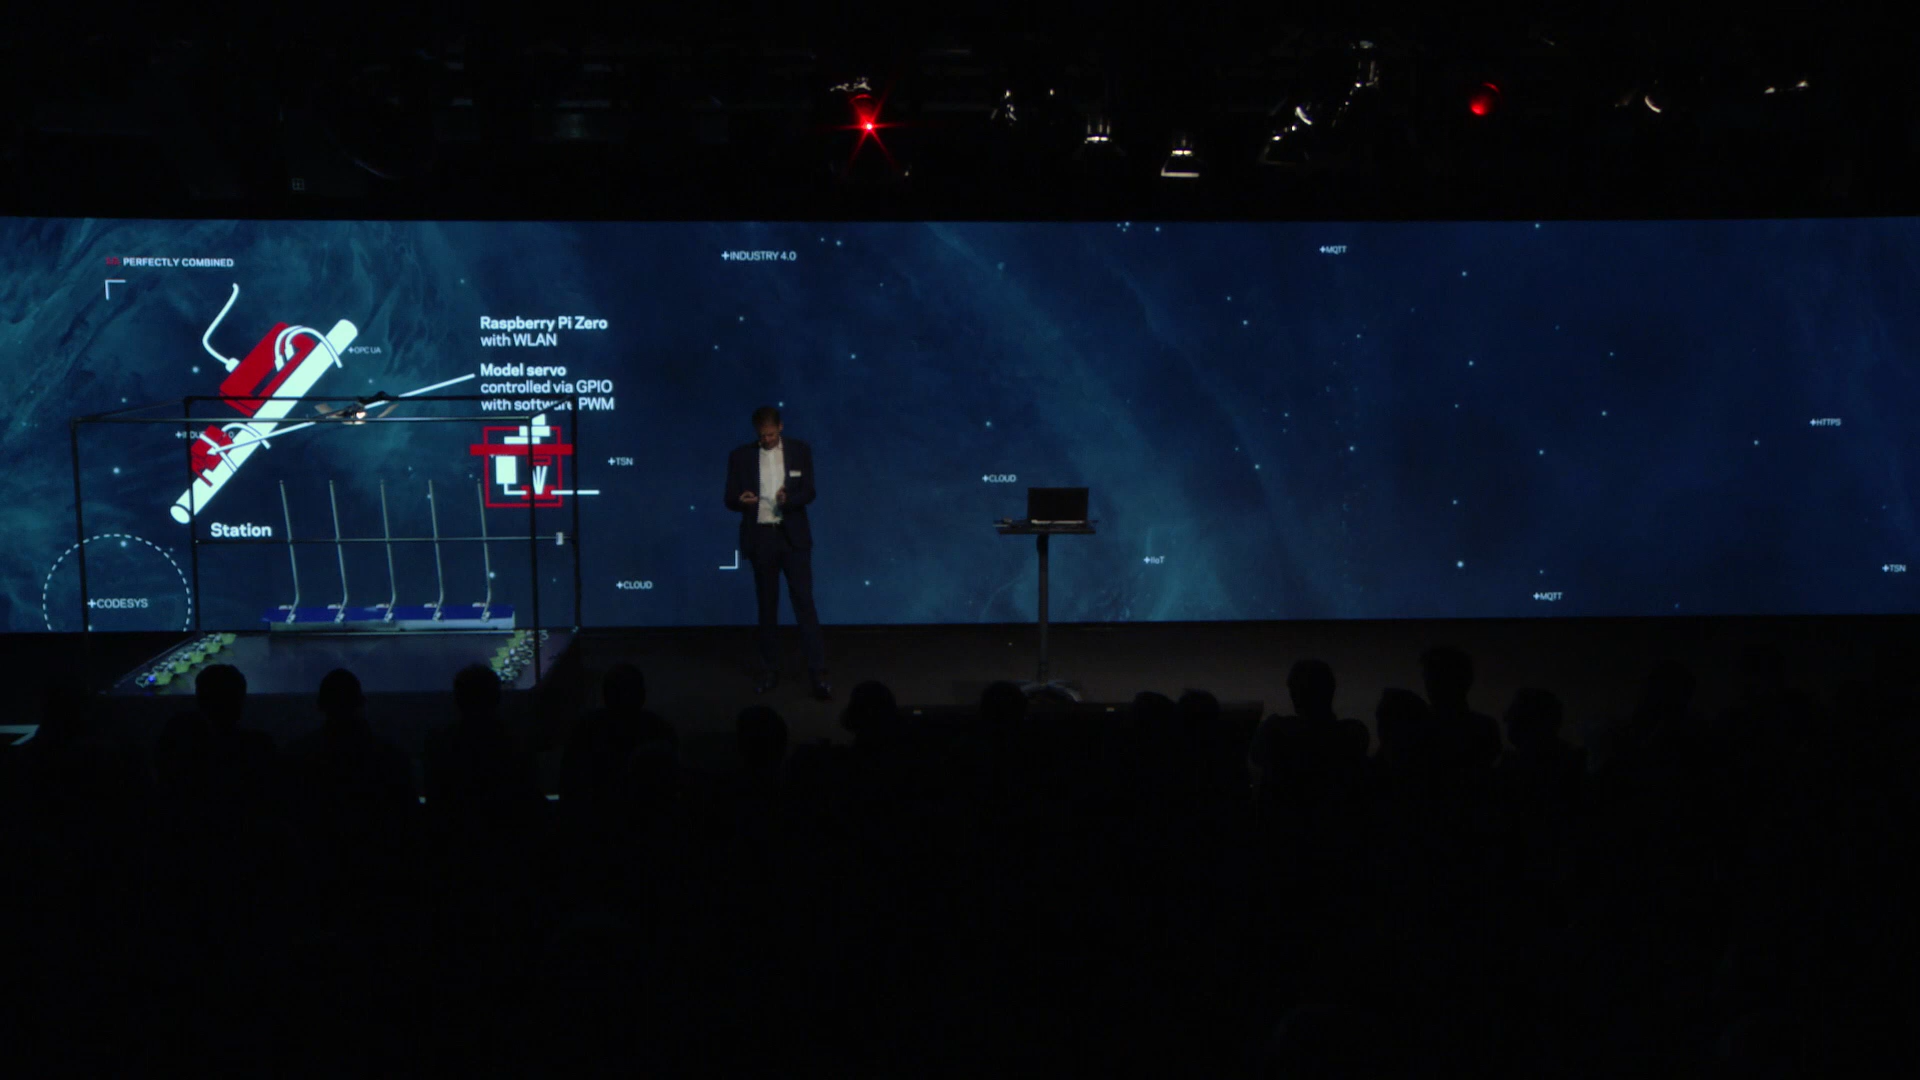 PERFECTLY COMBINED
+INDUSTRY 4.0
+MQTT
Raspberry Pi Zero
with WLAN
+OPC UA
Model servo
controlled via GPIO
with software PWM
+HTTPS
+TSN
+CLOUD
Station
+IIoT
+TSN
+CLOUD
+CODESYS
+MQTT